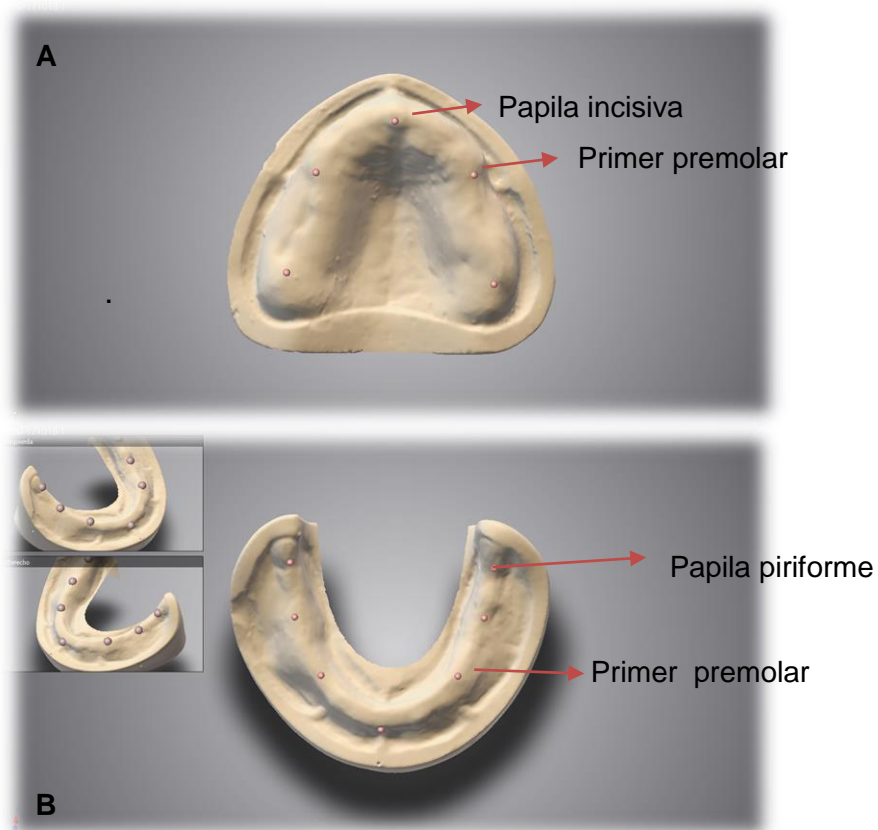 A
Papila incisiva
Primer premolar
Papila piriforme
Primer premolar
B